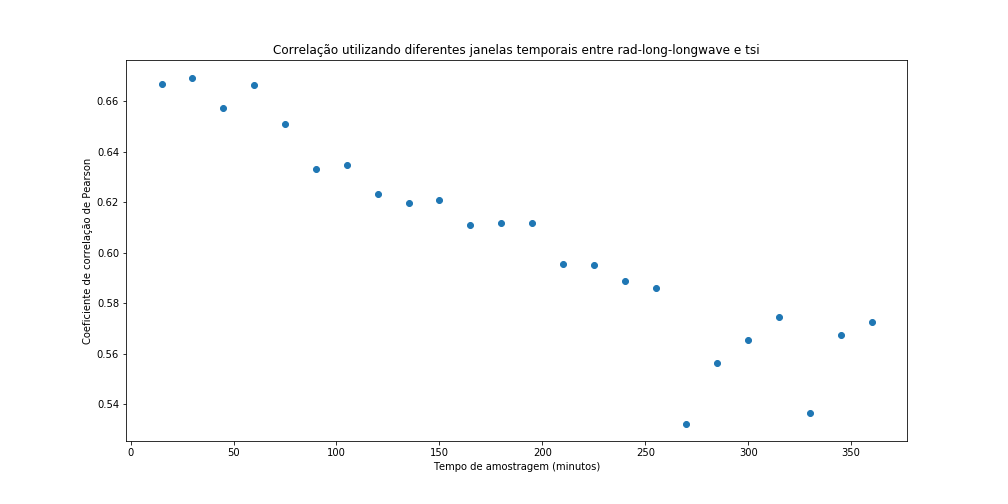 Correlação utilizando diferentes janelas temporais entre rad-long-longwave e tsi
Coeficiente de correlação de Pearson
0.66
0.64
0.62
0.60
0.58
0.56
0.54
0 50 100 150 200 250 300 350
Tempo de amostragem (minutos)